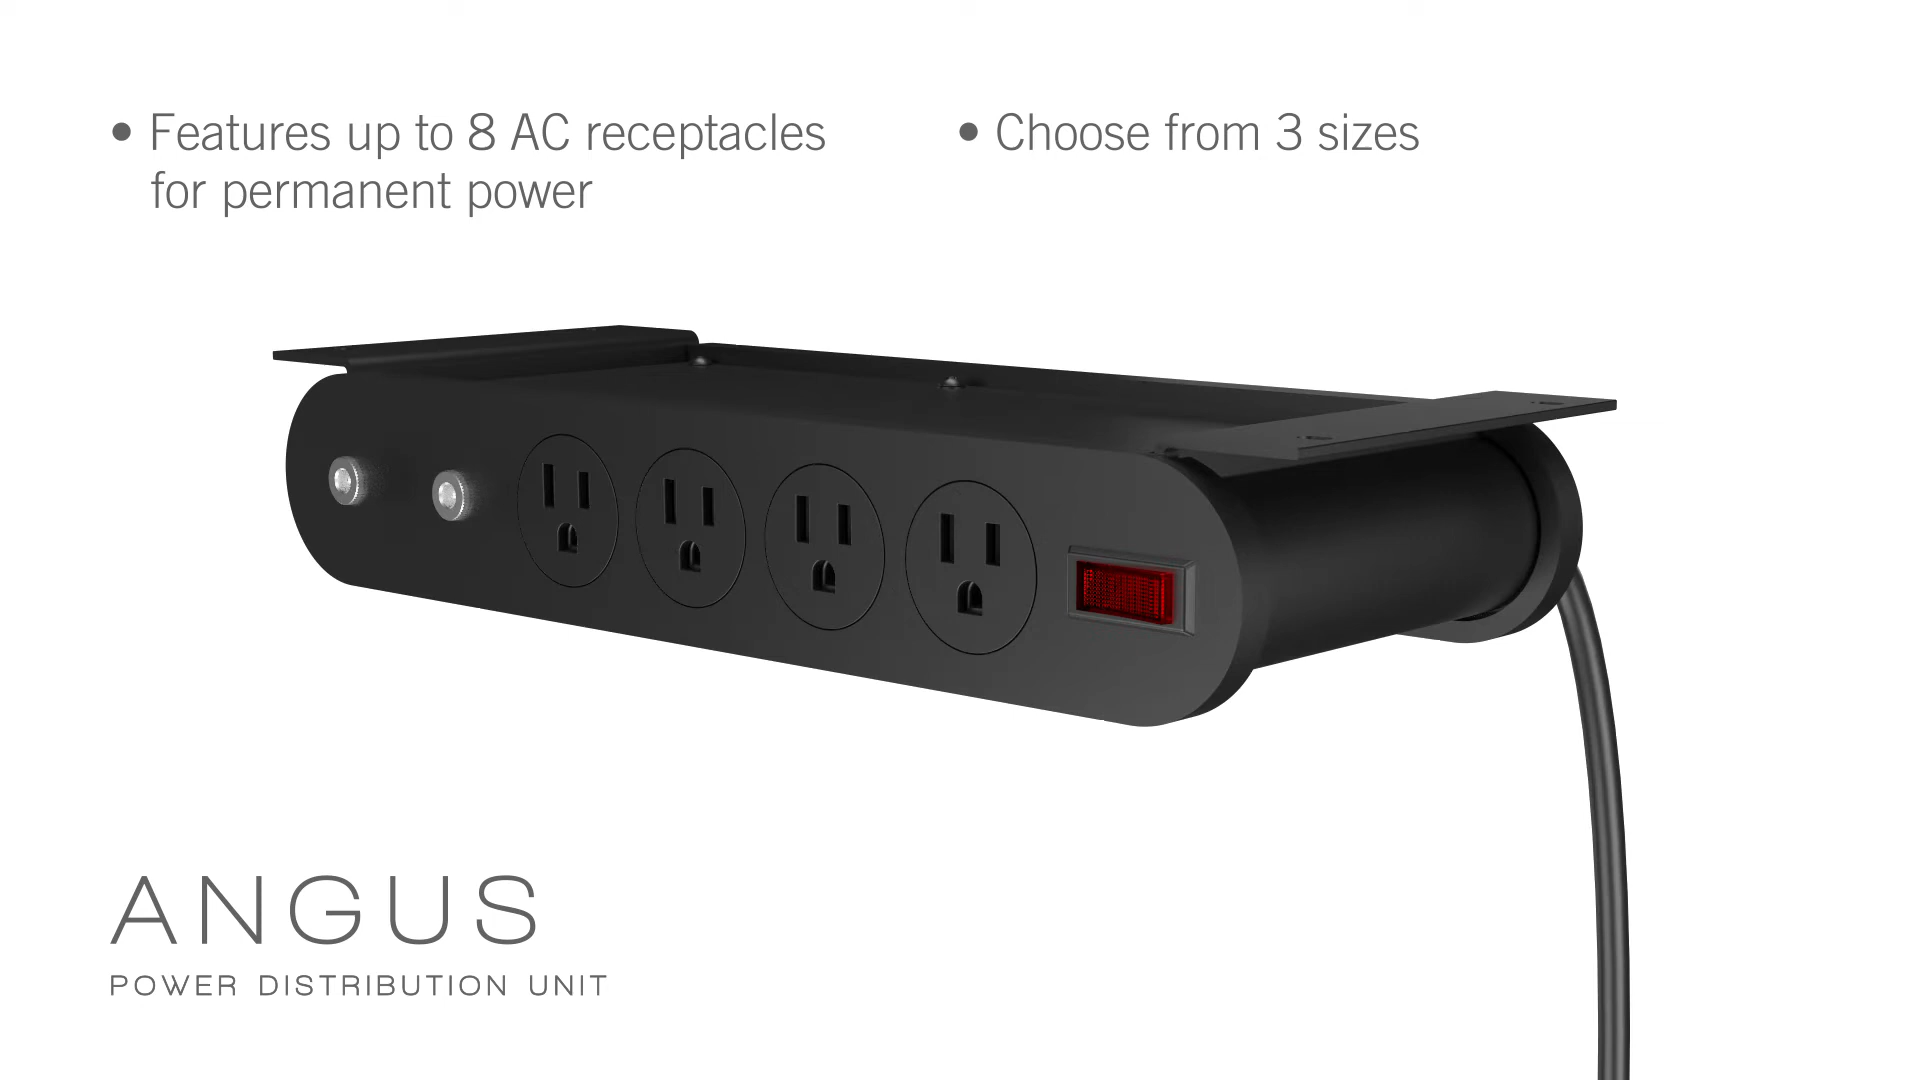 • Features up to 8 AC receptacles
for permanent power
• Choose from 3 sizes
ANGUS
POWER DISTRIBUTION UNIT